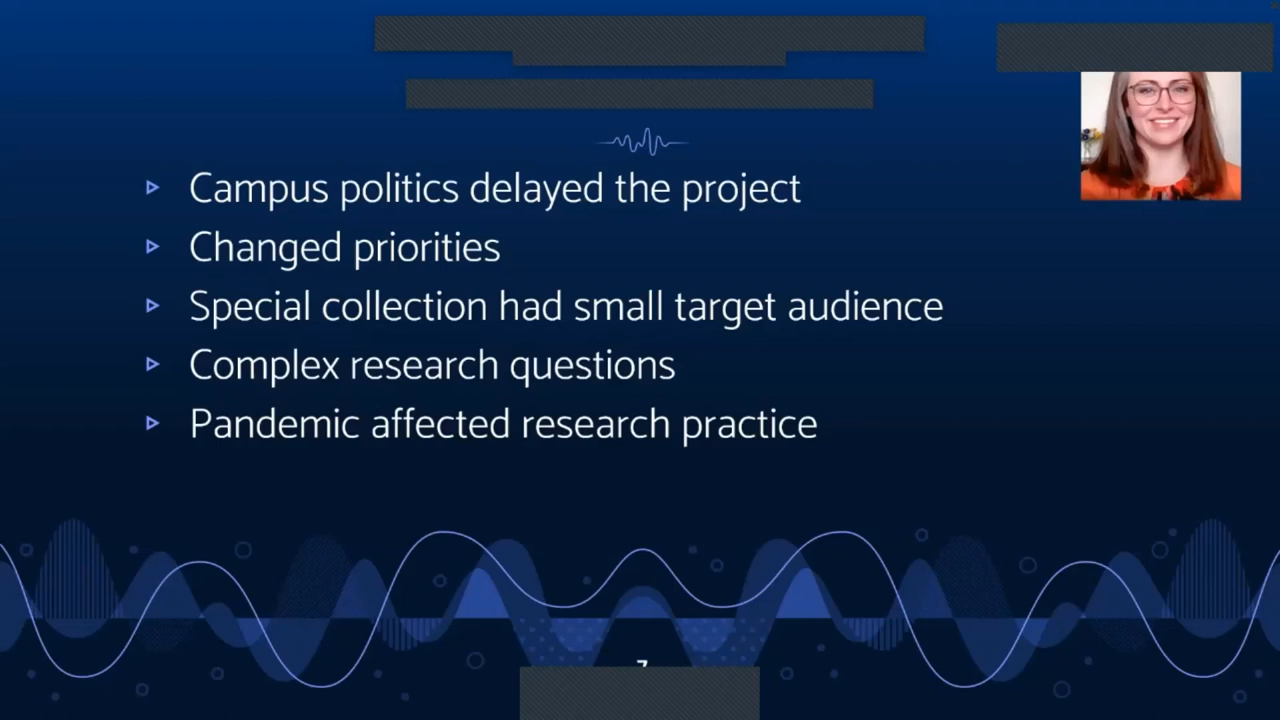 Campus politics delayed the project
Changed priorities
Special collection had small target audience
Complex research questions
Pandemic affected research practice